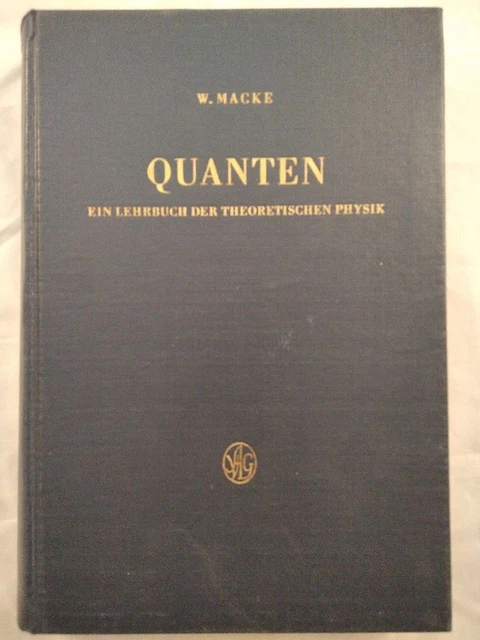 W. MACKE
QUANTEN
EIN LEHRBUCH DER THEORETISCHEN PHYSIK